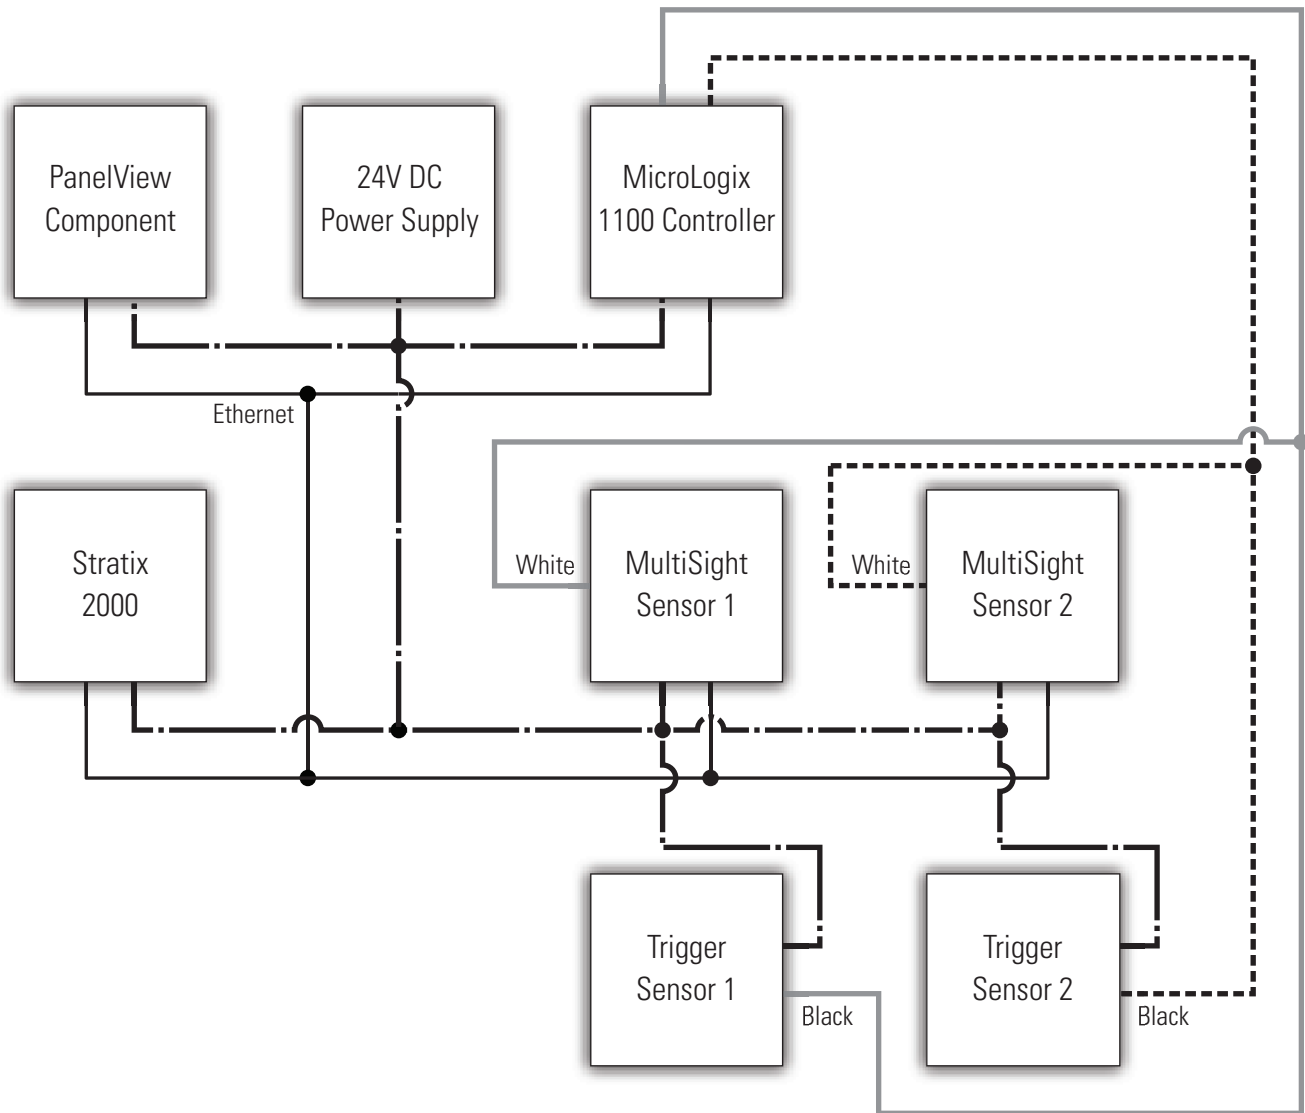 PanelView
Component
24V DC
Power Supply
MicroLogix
1100 Controller
Ethernet
Stratix
2000
White
MultiSight
Sensor 1
White
MultiSight
Sensor 2
Trigger
Sensor 1
Black
Trigger
Sensor 2
Black